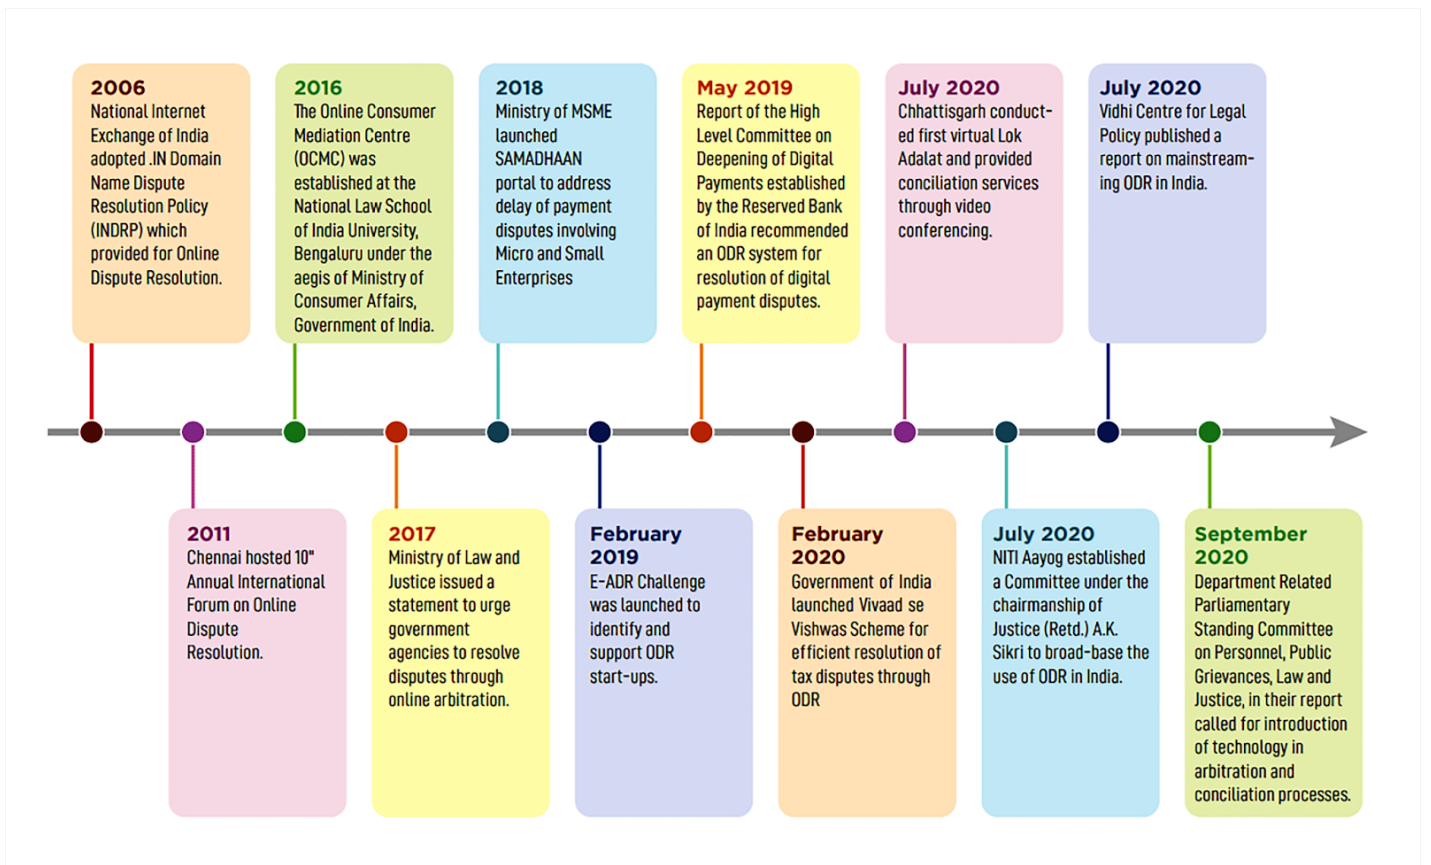 2006
National Internet
Exchange of India
adopted .IN Domain
Name Dispute
Resolution Policy
(INDRP) which
provided for Online
Dispute Resolution.
2016
The Online Consumer
Mediation Centre
(OCMC) was
established at the
National Law School
of India University,
Bengaluru under the
aegis of Ministry of
Consumer Affairs,
Government of India.
2018
Ministry of MSME
launched
SAMADHAAN
portal to address
delay of payment
disputes involving
Micro and Small
Enterprises
May 2019
Report of the High
Level Committee on
Deepening of Digital
Payments established
by the Reserved Bank
of India recommended
an ODR system for
resolution of digital
payment disputes.
July 2020
Chhattisgarh conduct-
ed first virtual Lok
Adalat and provided
conciliation services
through video
conferencing.
July 2020
Vidhi Centre for Legal
Policy published a
report on mainstream-
ing ODR in India.
2011
Chennai hosted 10"
Annual International
Forum on Online
Dispute
Resolution.
2017
Ministry of Law and
Justice issued a
statement to urge
government
agencies to resolve
disputes through
online arbitration.
February
2019
E-ADR Challenge
was launched to
identify and
support ODR
start-ups.
February
2020
Government of India
launched Vivaad se
Vishwas Scheme for
efficient resolution of
tax disputes through
ODR
July 2020
NITI Aayog established
a Committee under the
chairmanship of
Justice (Retd.) A.K.
Sikri to broad-base the
use of ODR in India.
September
2020
Department Related
Parliamentary
Standing Committee
on Personnel, Public
Grievances, Law and
Justice, in their report
called for introduction
of technology in
arbitration and
conciliation processes.